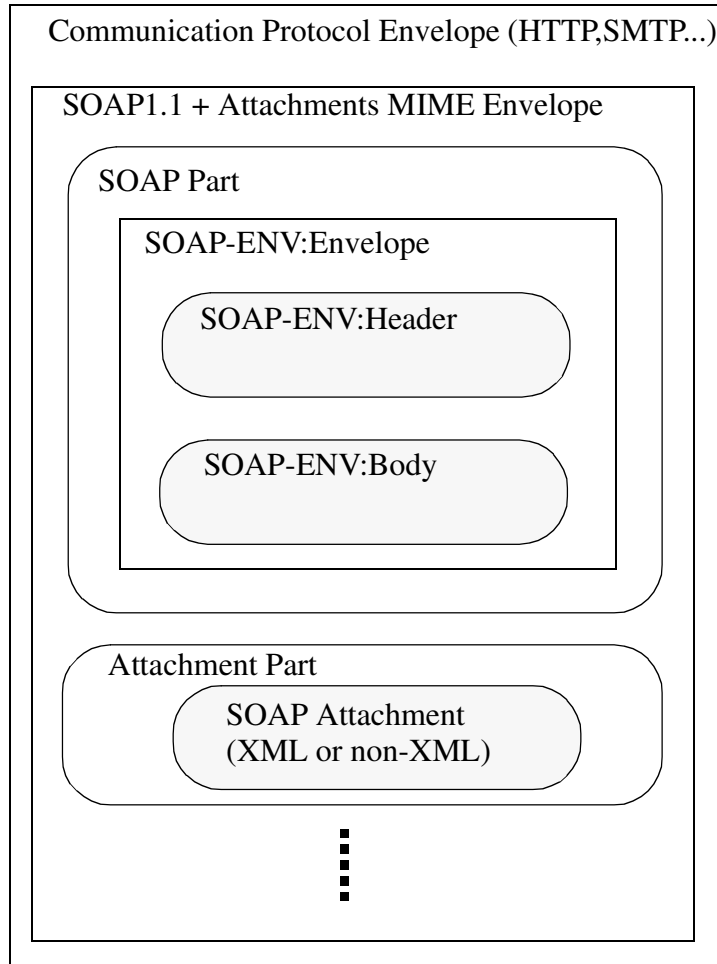 Communication Protocol Envelope (HTTP,SMTP...)
SOAP1.1 + Attachments MIME Envelope
SOAP Part
SOAP-ENV:Envelope
SOAP-ENV:Header
SOAP-ENV:Body
Attachment Part
SOAP Attachment
(XML or non-XML)